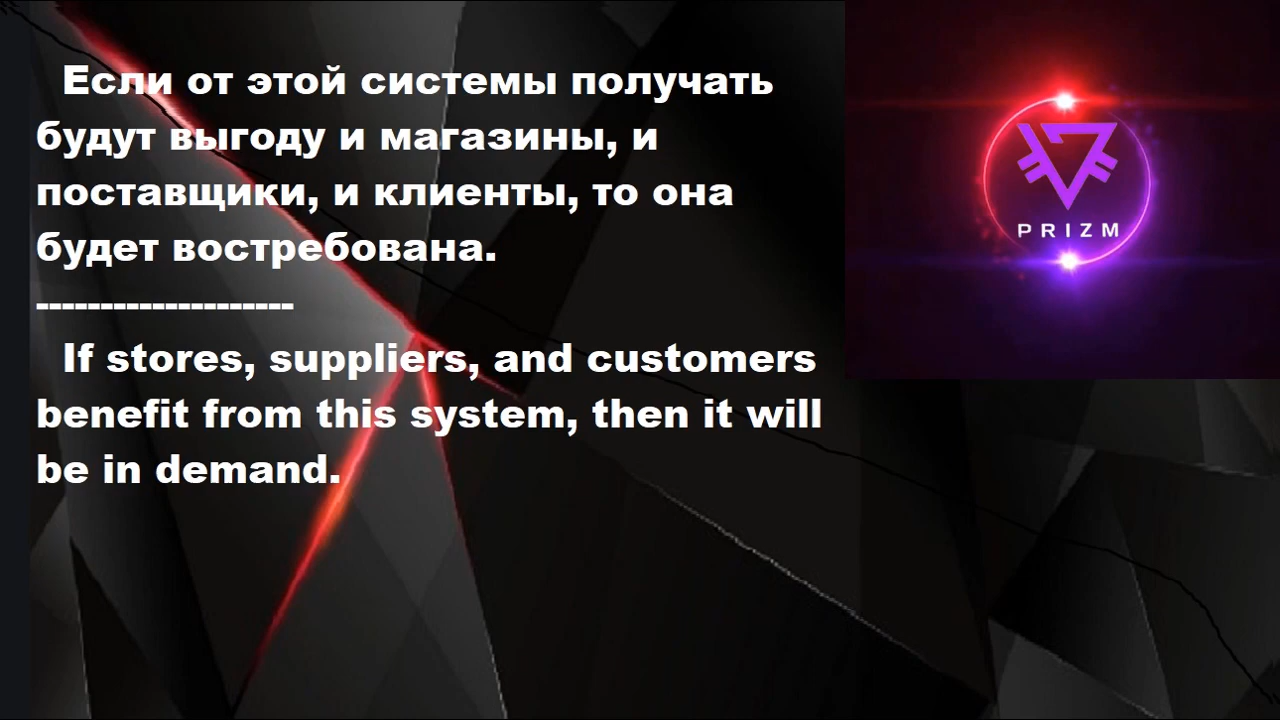 Если от этой системы получать
будут выгоду и магазины, и
поставщики, и клиенты, то она
будет востребована.
--------------------
If stores, suppliers, and customers
benefit from this system, then it will
be in demand.
PRIZM